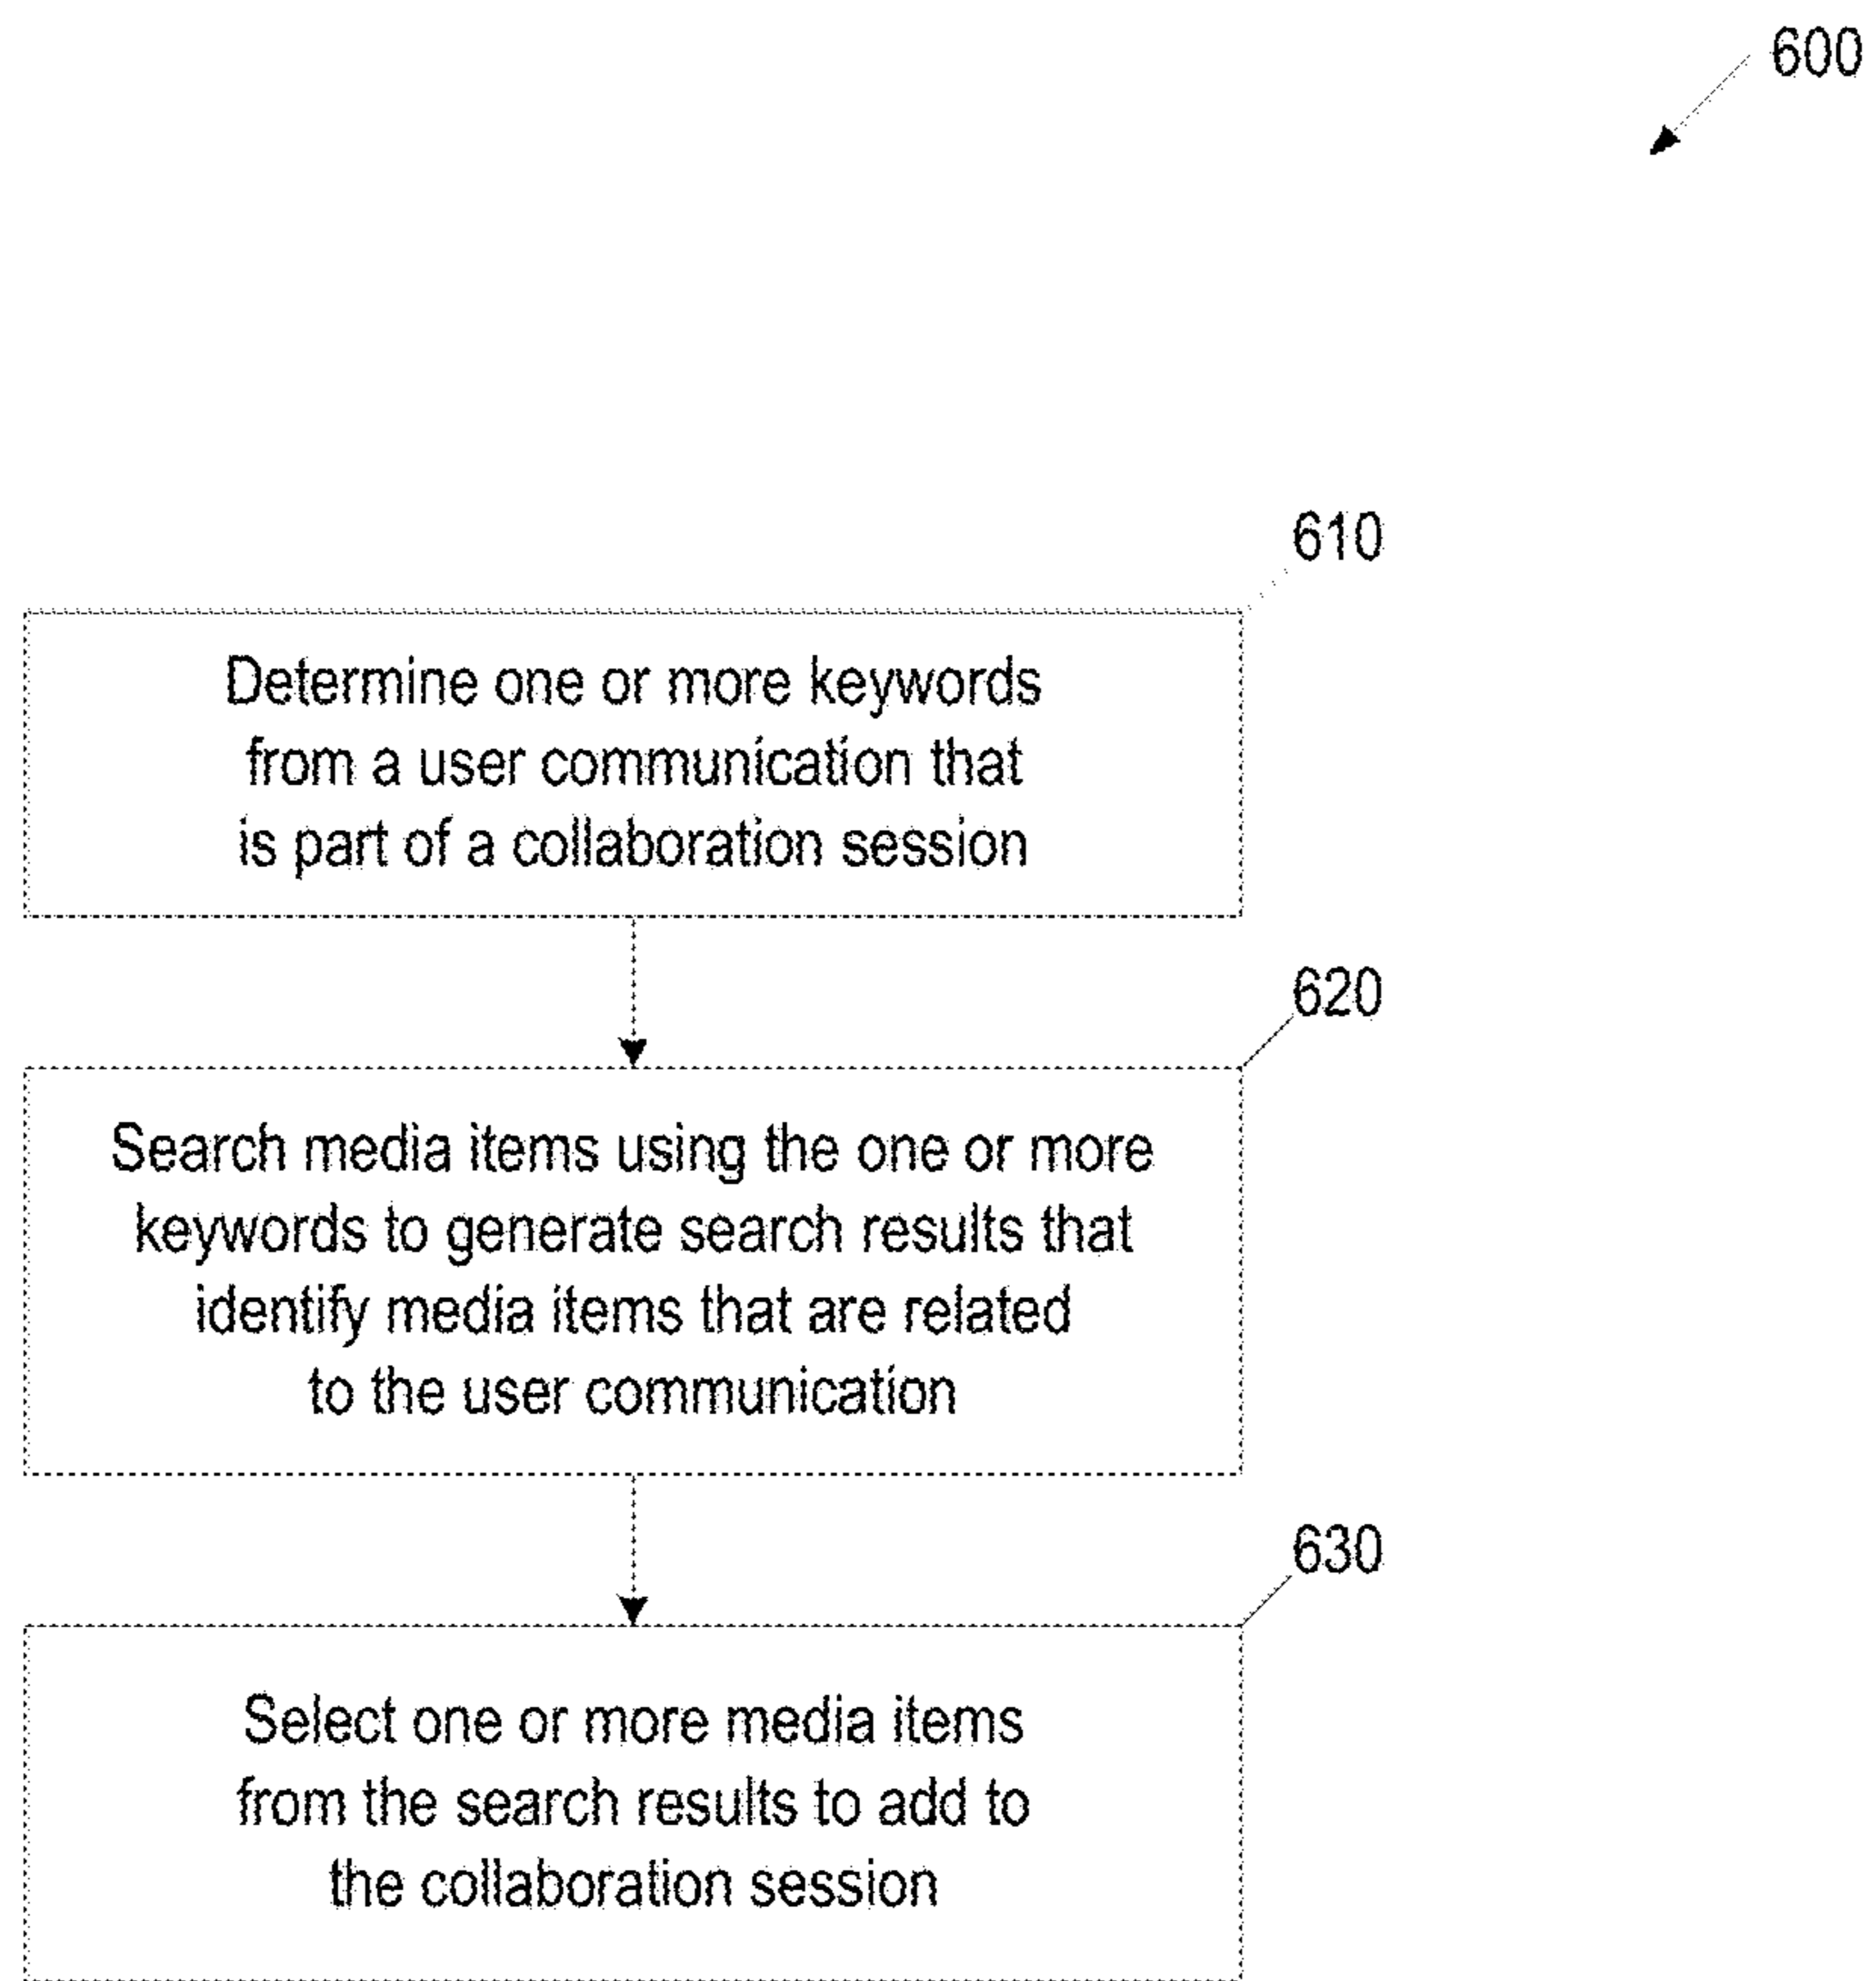 600
610
Determine one or more keywords
from a user communication that
is part of a collaboration session
620
Search media items using the one or more
keywords to generate search results that
identify media items that are related
to the user communication
630
Select one or more media items
from the search results to add to
the collaboration session